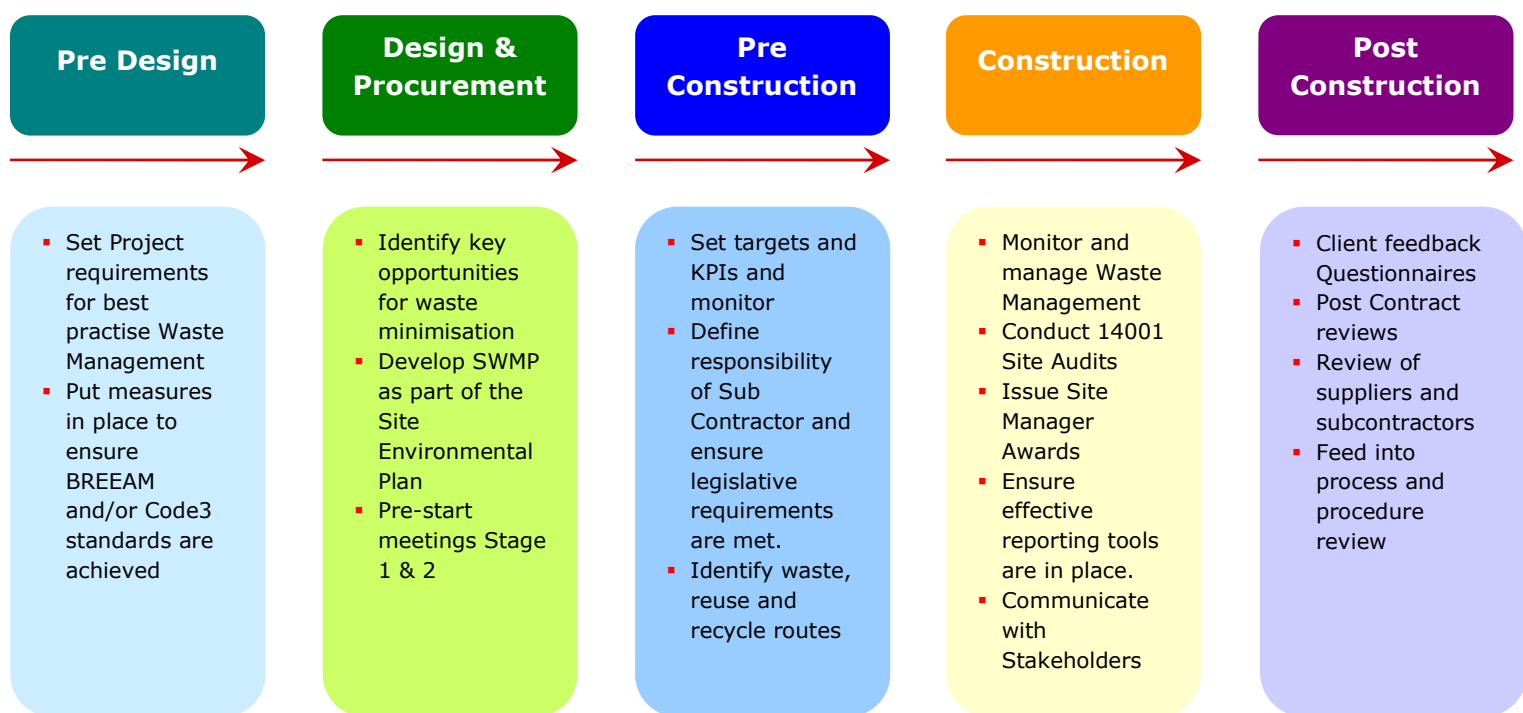 Pre Design
Design &
Procurement
Pre
Construction
Construction
Post
Construction
▪ Set Project
requirements
for best
practise Waste
Management
▪ Put measures
in place to
ensure
BREEAM
and/or Code3
standards are
achieved
▪ Identify key
opportunities
for waste
minimisation
▪ Develop SWMP
as part of the
Site
Environmental
Plan
▪ Pre-start
meetings Stage
1 & 2
▪ Set targets and
KPIs and
monitor
▪ Define
responsibility
of Sub
Contractor and
ensure
legislative
requirements
are met.
▪ Identify waste,
reuse and
recycle routes
▪ Monitor and
manage Waste
Management
▪ Conduct 14001
Site Audits
▪ Issue Site
Manager
Awards
▪ Ensure
effective
reporting tools
are in place.
▪ Communicate
with
Stakeholders
▪ Client feedback
Questionnaires
▪ Post Contract
reviews
▪ Review of
suppliers and
subcontractors
▪ Feed into
process and
procedure
review